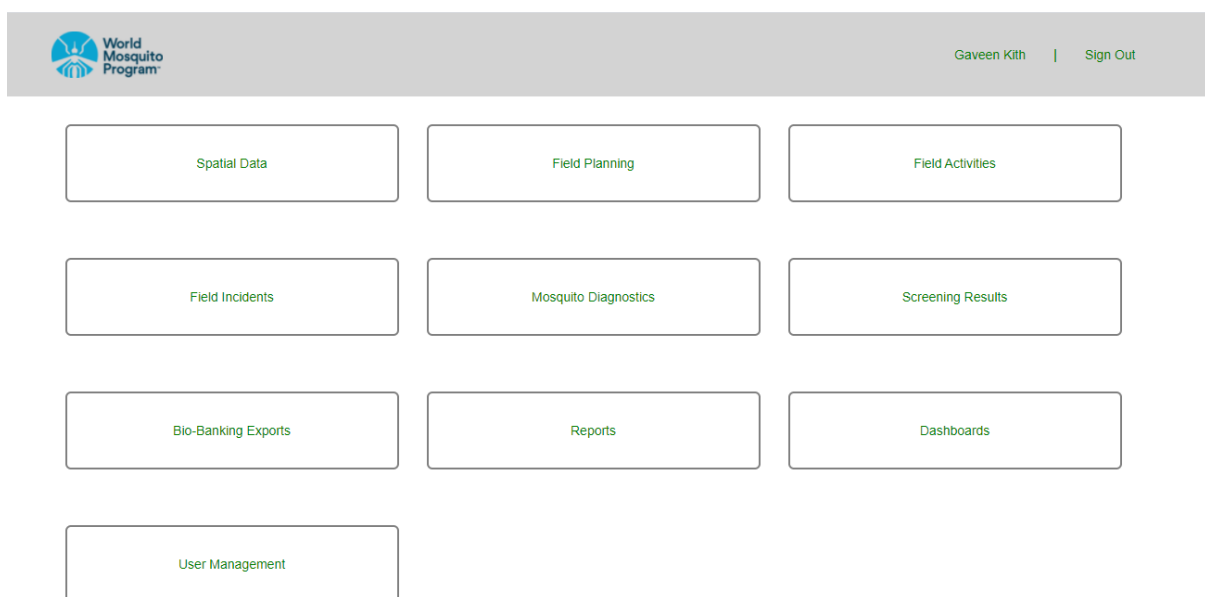 World
Mosquito
Program™
Gaveen Kith | Sign Out
Spatial Data
Field Planning
Field Activities
Field Incidents
Mosquito Diagnostics
Screening Results
Bio-Banking Exports
Reports
Dashboards
User Management